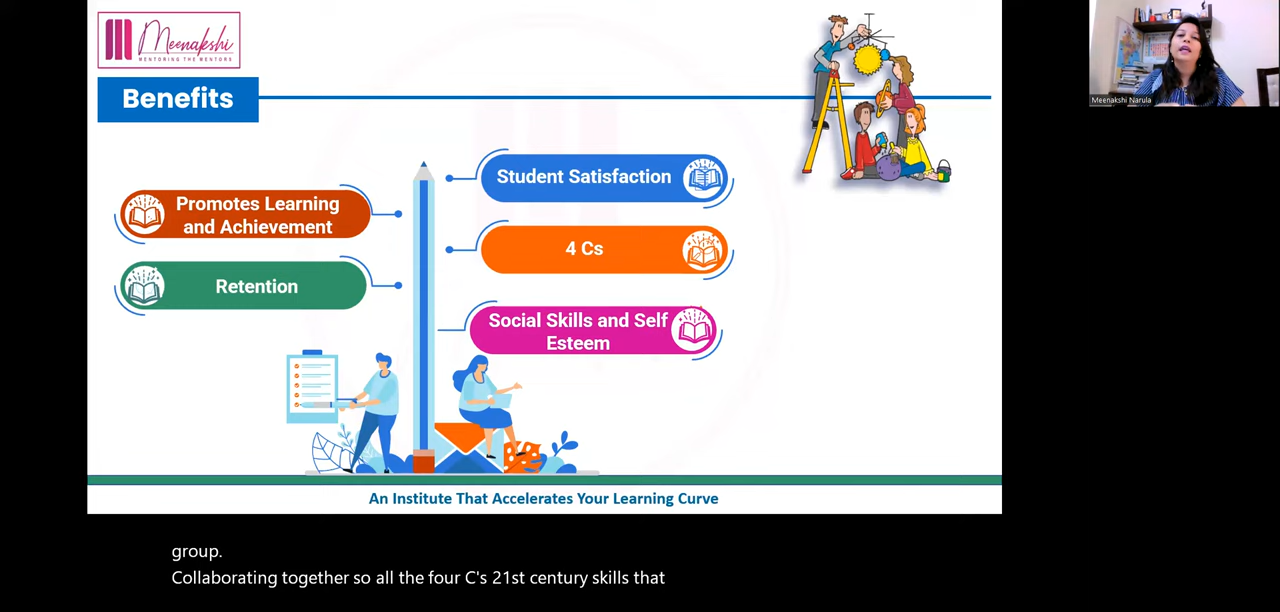 Meenakshi
MENTORING THE MENTORS
Benefits
Promotes Learning
and Achievement
Retention
Student Satisfaction
4 Cs
Social Skills and Self
Esteem
An Institute That Accelerates Your Learning Curve
Meenakshi Narula
group.
Collaborating together so all the four C's 21st century skills that